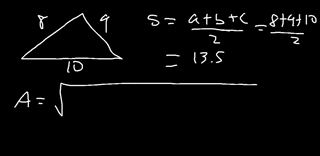 8
9
10
S = a+b+c/2 = 8+9+10/2
= 13.5
A = √